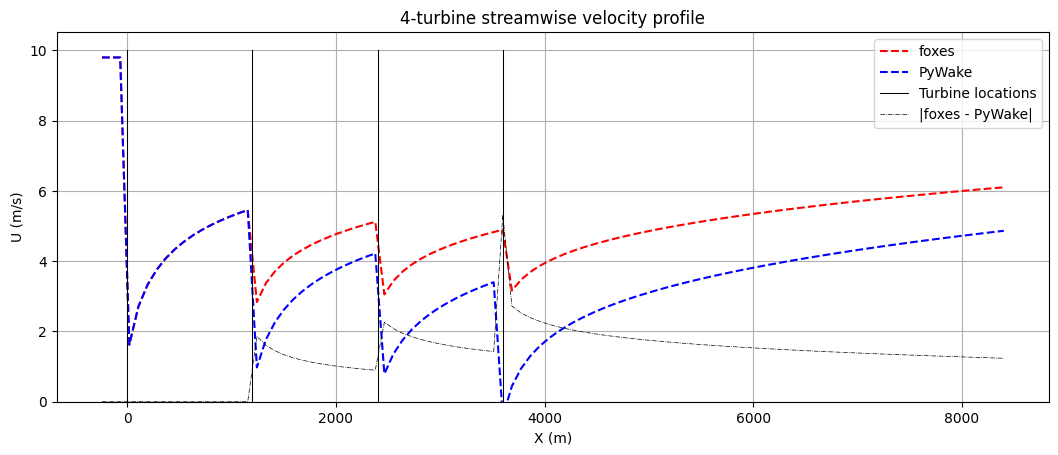 4-turbine streamwise velocity profile
foxes
PyWake
Turbine locations
|foxes - PyWake|
U (m/s)
10
8
6
4
2
0
0 2000 4000 6000 8000
X (m)